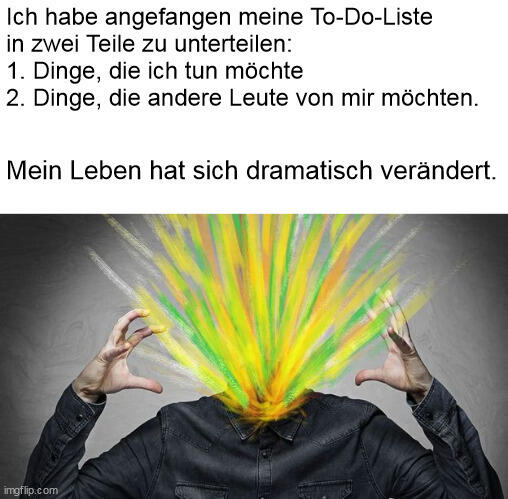 Ich habe angefangen meine To-Do-Liste
in zwei Teile zu unterteilen:
1. Dinge, die ich tun möchte
2. Dinge, die andere Leute von mir möchten.
Mein Leben hat sich dramatisch verändert.
imgflip.com